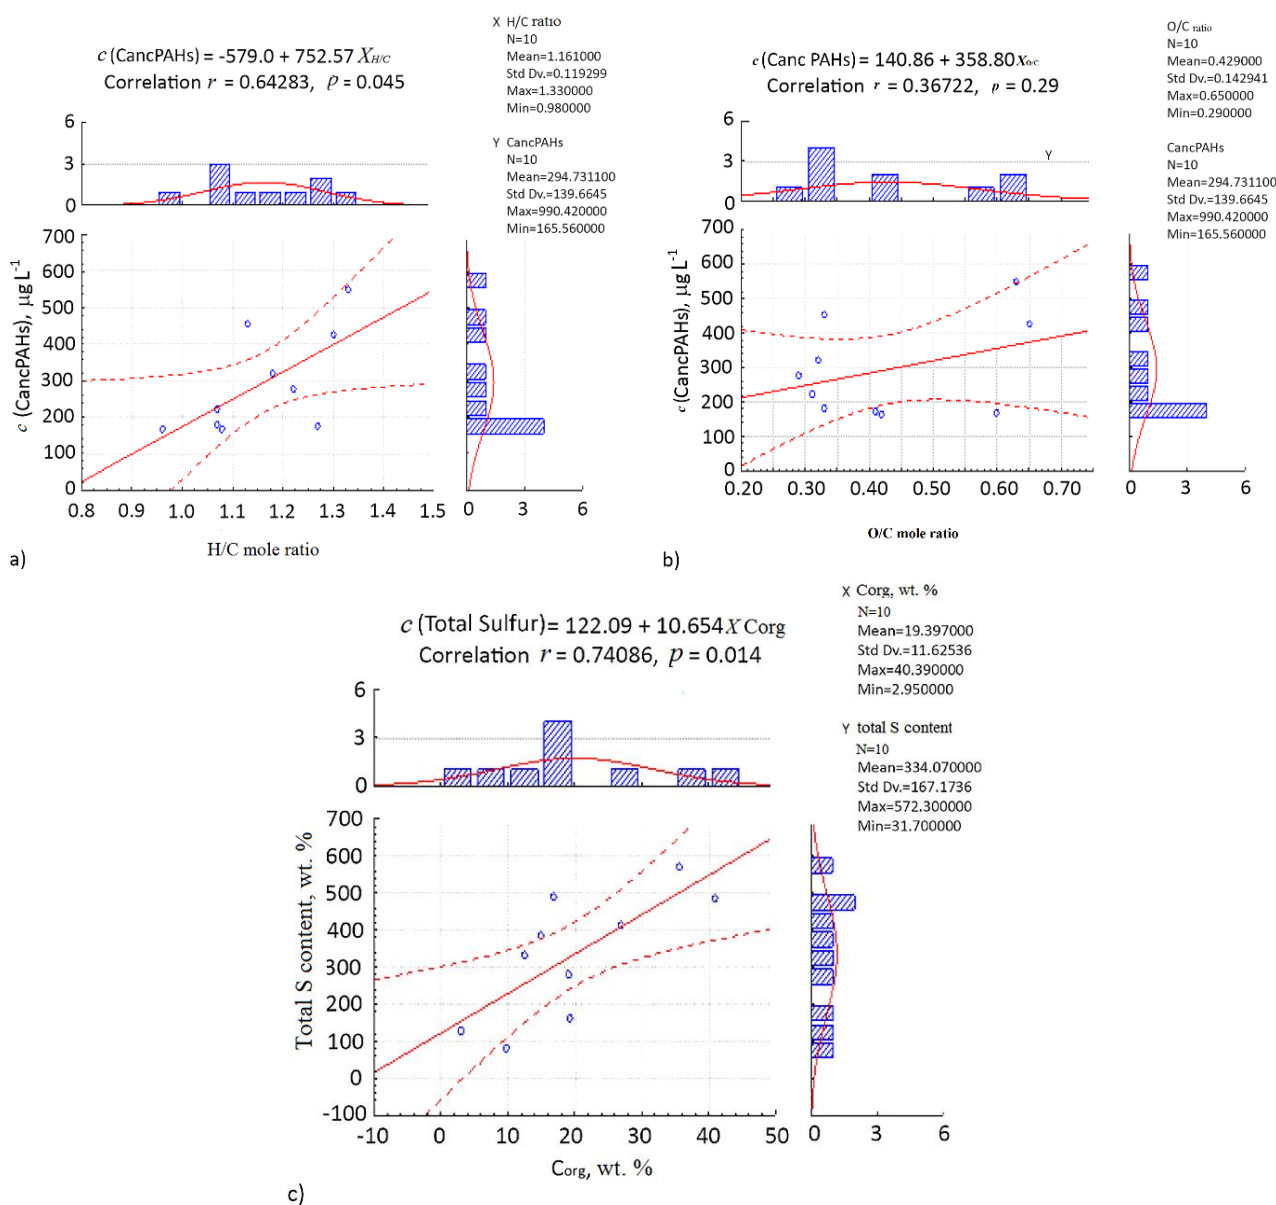 c (CancPAHs) = -579.0 + 752.57 X H/C
Correlation r = 0.64283, p = 0.045
X H/C ratio
N=10
Mean=1.161000
Std Dv.=0.119299
Max=1.330000
Min=0.980000
Y CancPAHs
N=10
Mean=294.731100
Std Dv.=139.6645
Max=990.420000
Min=165.560000
6
3
0
700
600
500
400
300
200
100
0
c (CancPAHs), µg L-1
0.8 0.9 1.0 1.1 1.2 1.3 1.4 1.5
0 3 6
H/C mole ratio
a)
c (Canc PAHs) = 140.86 + 358.80 X O/C
Correlation r = 0.36722, p = 0.29
O/C ratio
N=10
Mean=0.429000
Std Dv.=0.142941
Max=0.650000
Min=0.290000
Y
CancPAHs
N=10
Mean=294.731100
Std Dv.=139.6645
Max=990.420000
Min=165.560000
6
4
2
0
700
600
500
400
300
200
100
0
c (CancPAHs), µg L-1
0.20 0.30 0.40 0.50 0.60 0.70
0 3 6
O/C mole ratio
b)
c (Total Sulfur) = 122.09 + 10.654 X Corg
Correlation r = 0.74086, p = 0.014
X Corg, wt. %
N=10
Mean=19.397000
Std Dv.=11.62536
Max=40.390000
Min=2.950000
Y total S content
N=10
Mean=334.070000
Std Dv.=167.1736
Max=572.300000
Min=31.700000
6
3
0
700
600
500
400
300
200
100
0
-100
Total S content, wt. %
-10 0 10 20 30 40 50
0 3 6
Corg, wt. %
c)